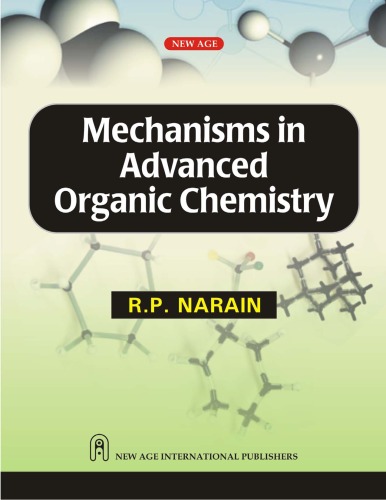 NEW AGE
Mechanisms in
Advanced
Organic Chemistry
R.P. NARAIN
NEW AGE INTERNATIONAL PUBLISHERS